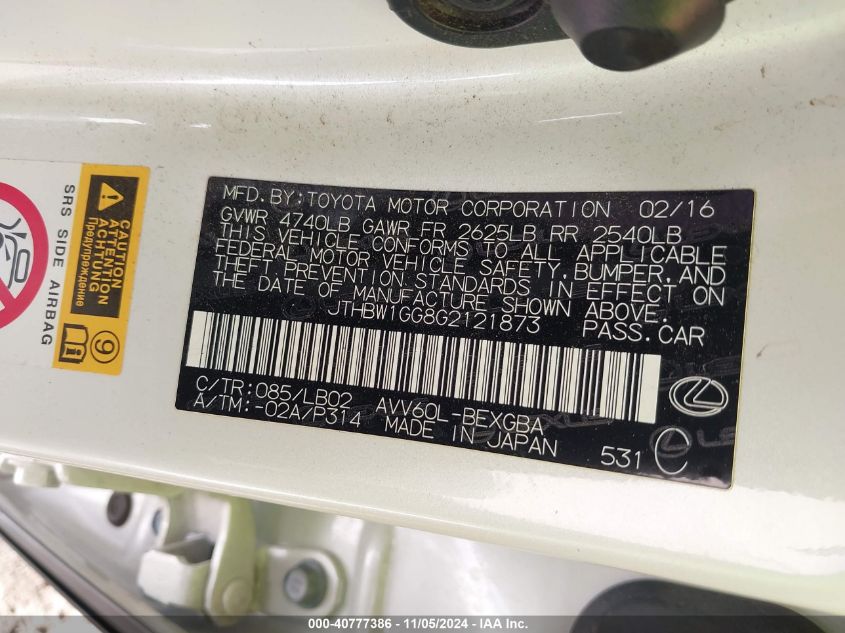 MFD.BY:TOYOTA MOTOR CORPORATION 02/16
GVWR 4740LB GAWR FR 2625LB RR 2540LB
THIS VEHICLE CONFORMS TO ALL APPLICABLE
FEDERAL MOTOR VEHICLE SAFETY,BUMPER,AND
THEFT PREVENTION STANDARDS IN EFFECT ON
THE DATE OF MANUFACTURE SHOWN ABOVE.
JTHBW1GG8G2121873 PASS.CAR
C/TR:085/LB02 AVV60L-BEXGBA
A/TM:-02A/P314 MADE IN JAPAN
531 C
SRS SIDE AIRBAG
CAUTION
ATTENTION
ACHTUNG
Предупреждение
9
000-40777386 - 11/05/2024 - IAAI Inc.